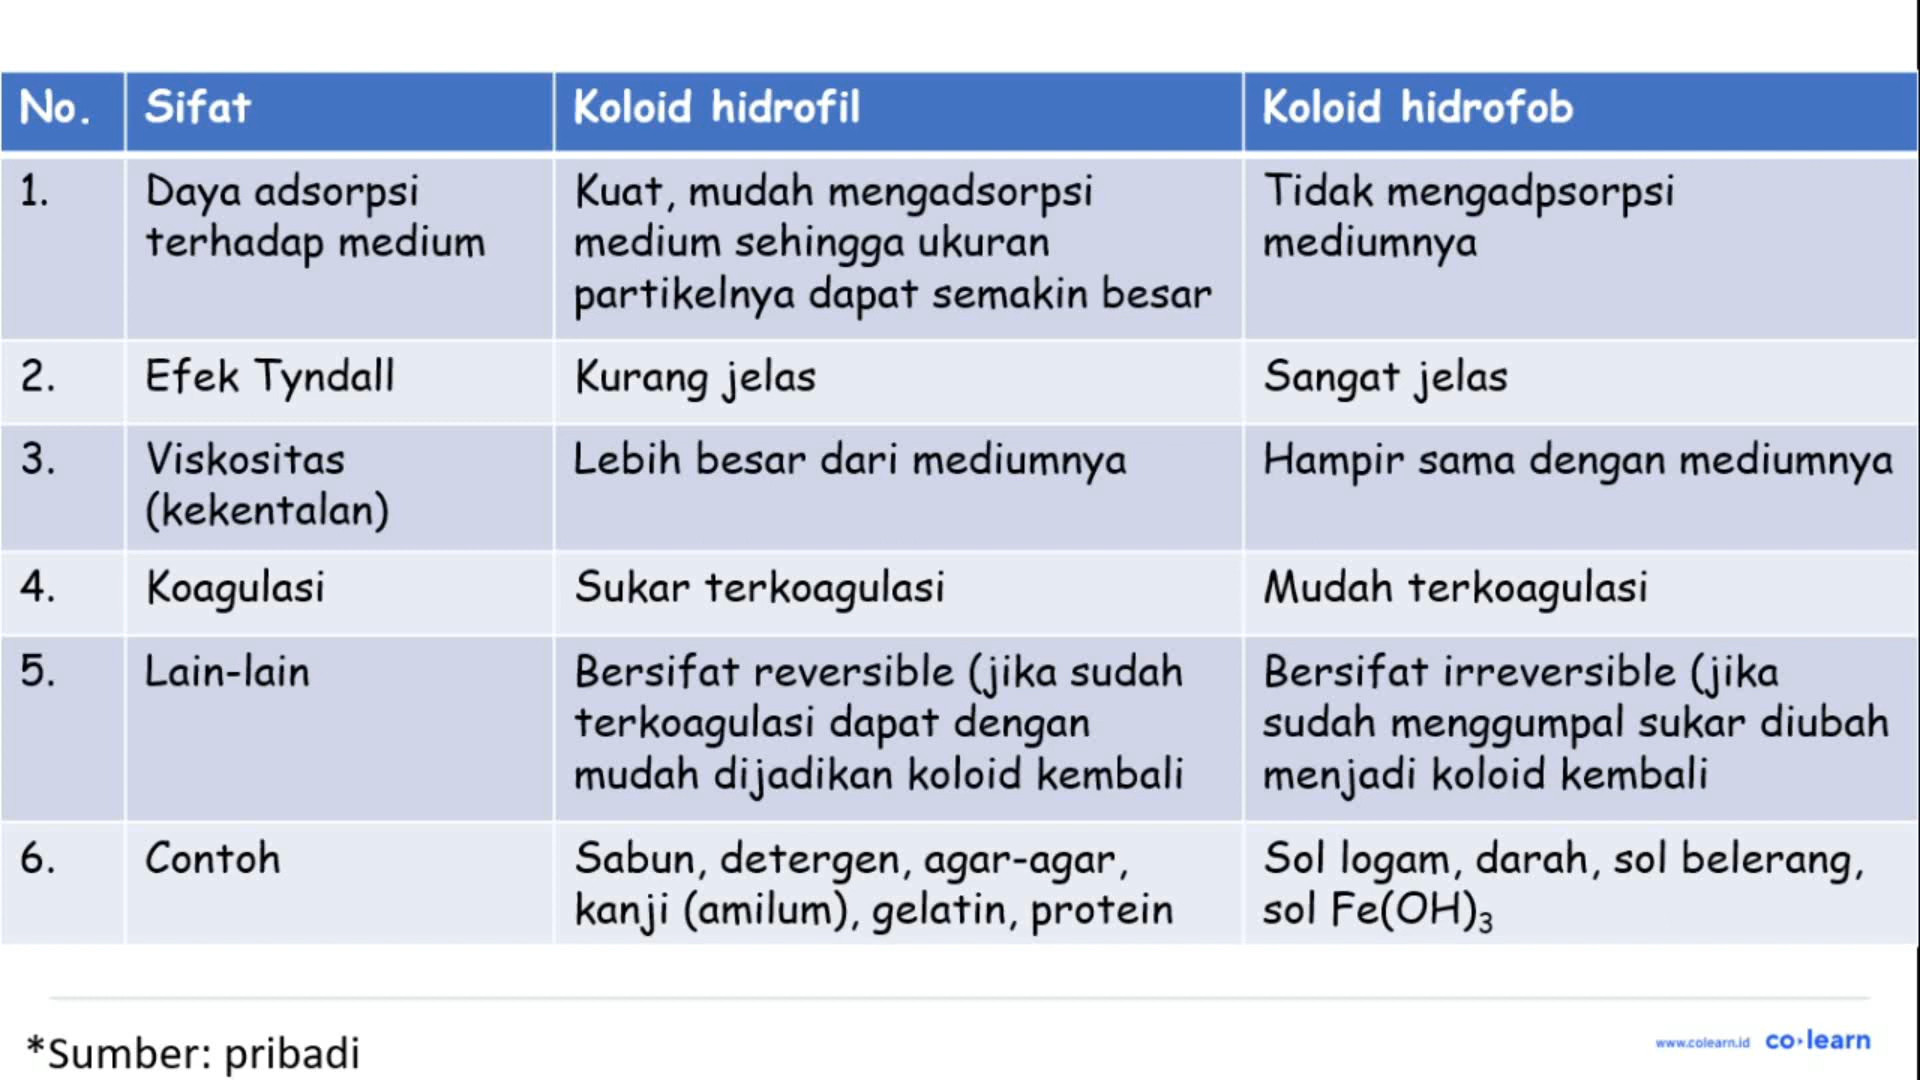 No.
Sifat
Koloid hidrofil
Koloid hidrofob
1.
Daya adsorpsi
terhadap medium
Kuat, mudah mengadsorpsi
medium sehingga ukuran
partikelnya dapat semakin besar
Tidak mengadpsorpsi
mediumnya
2.
Efek Tyndall
Kurang jelas
Sangat jelas
3.
Viskositas
(kekentalan)
Lebih besar dari mediumnya
Hampir sama dengan mediumnya
4.
Koagulasi
Sukar terkoagulasi
Mudah terkoagulasi
5.
Lain-lain
Bersifat reversible (jika sudah
terkoagulasi dapat dengan
mudah dijadikan koloid kembali
Bersifat irreversible (jika
sudah menggumpal sukar diubah
menjadi koloid kembali
6.
Contoh
Sabun, detergen, agar-agar,
kanji (amilum), gelatin, protein
Sol logam, darah, sol belerang,
sol Fe(OH)₃
*Sumber: pribadi
www.colearn.id
co·learn